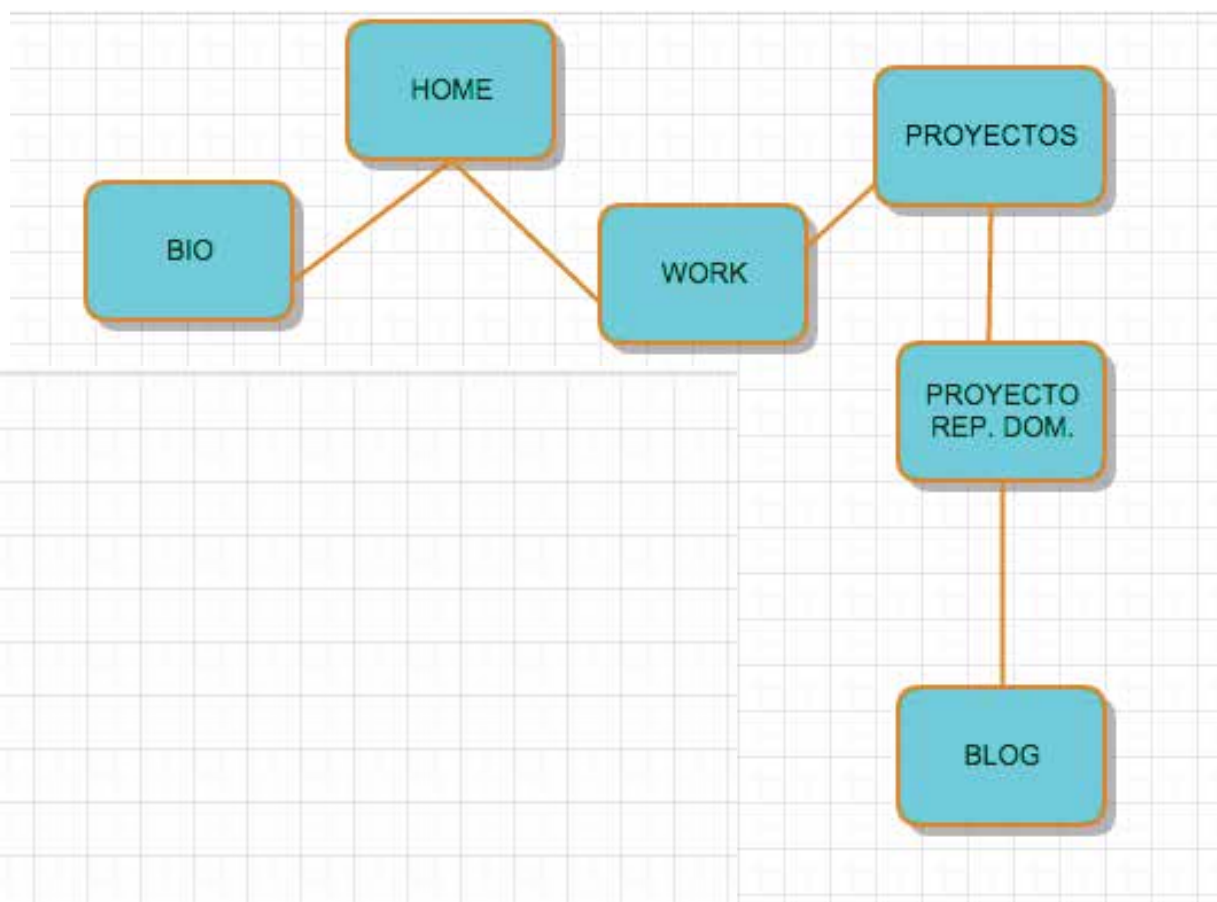 HOME
PROYECTOS
BIO
WORK
PROYECTO
REP. DOM.
BLOG